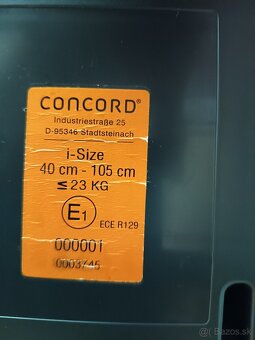 CONCORD®
Industriestraße 25
D-95346 Stadtsteinach
i-Size
40 cm - 105 cm
≤ 23 KG
E1
ECE R129
000001
0003745
Bazos.sk